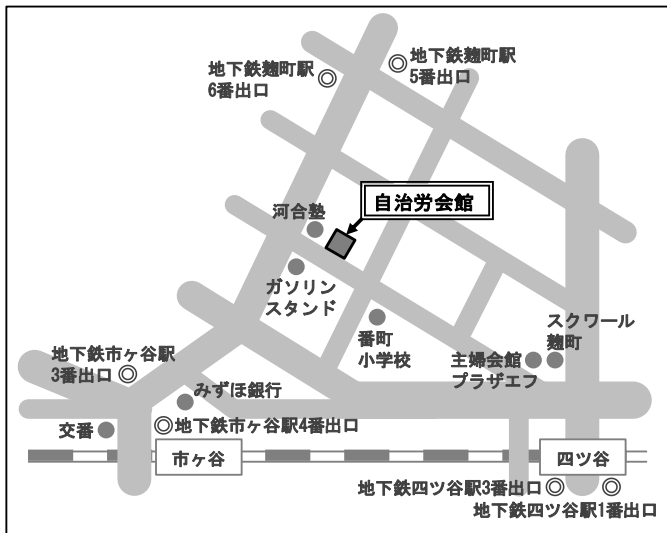 地下鉄麹町駅
6番出口
地下鉄麹町駅
5番出口
自治労会館
河合塾
ガソリン
スタンド
番町
小学校
スクワール
麹町
主婦会館
プラザエフ
地下鉄市ヶ谷駅
3番出口
みずほ銀行
交番
地下鉄市ヶ谷駅4番出口
市ヶ谷
四ツ谷
地下鉄四ツ谷駅3番出口
地下鉄四ツ谷駅1番出口